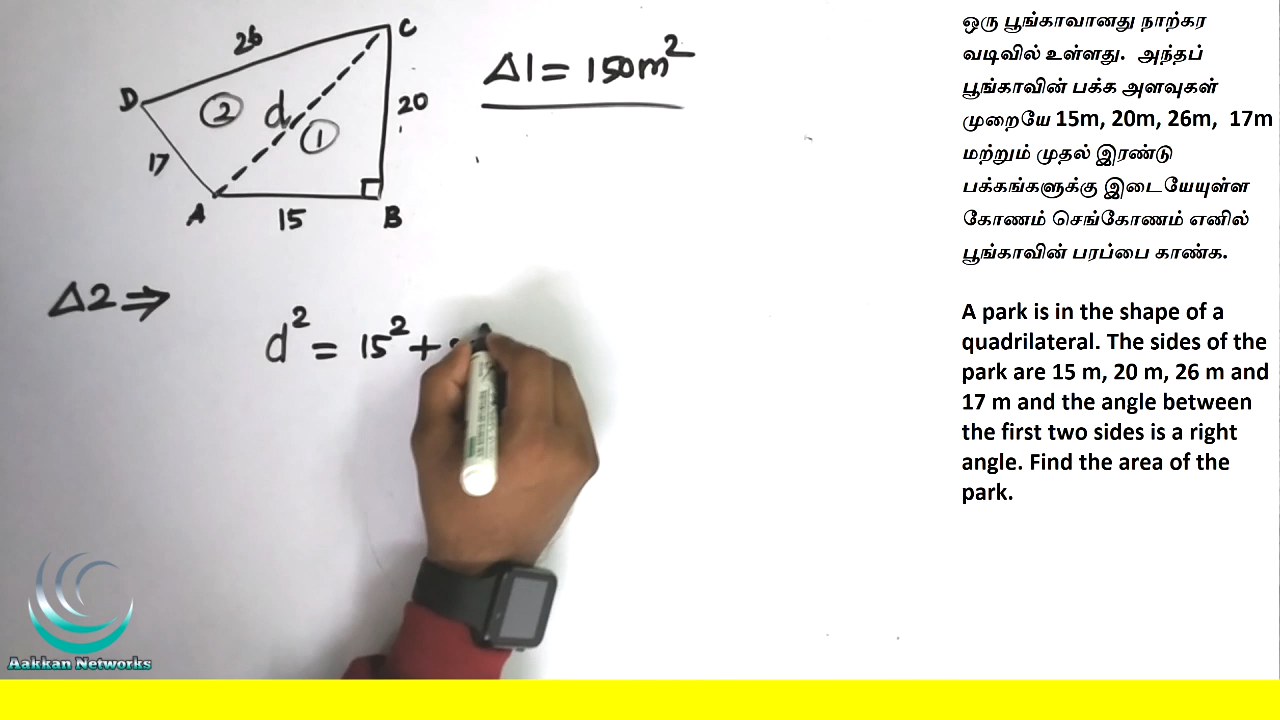 26
C
Δ1 = 150m²
D
2
d
20
1
17
A
15
B
Δ2 ⇒
d² = 15² +
ஒரு பூங்காவானது நாற்கர
வடிவில் உள்ளது. அந்தப்
பூங்காவின் பக்க அளவுகள்
முறையே 15m, 20m, 26m, 17m
மற்றும் முதல் இரண்டு
பக்கங்களுக்கு இடையேயுள்ள
கோணம் செங்கோணம் எனில்
பூங்காவின் பரப்பை காண்க.
A park is in the shape of a
quadrilateral. The sides of the
park are 15 m, 20 m, 26 m and
17 m and the angle between
the first two sides is a right
angle. Find the area of the
park.
Aakkan Networks